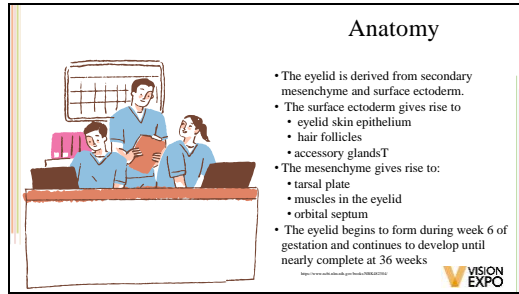 Anatomy
• The eyelid is derived from secondary
mesenchyme and surface ectoderm.
• The surface ectoderm gives rise to
• eyelid skin epithelium
• hair follicles
• accessory glandsT
• The mesenchyme gives rise to:
• tarsal plate
• muscles in the eyelid
• orbital septum
• The eyelid begins to form during week 6 of
gestation and continues to develop until
nearly complete at 36 weeks
VISION
EXPO